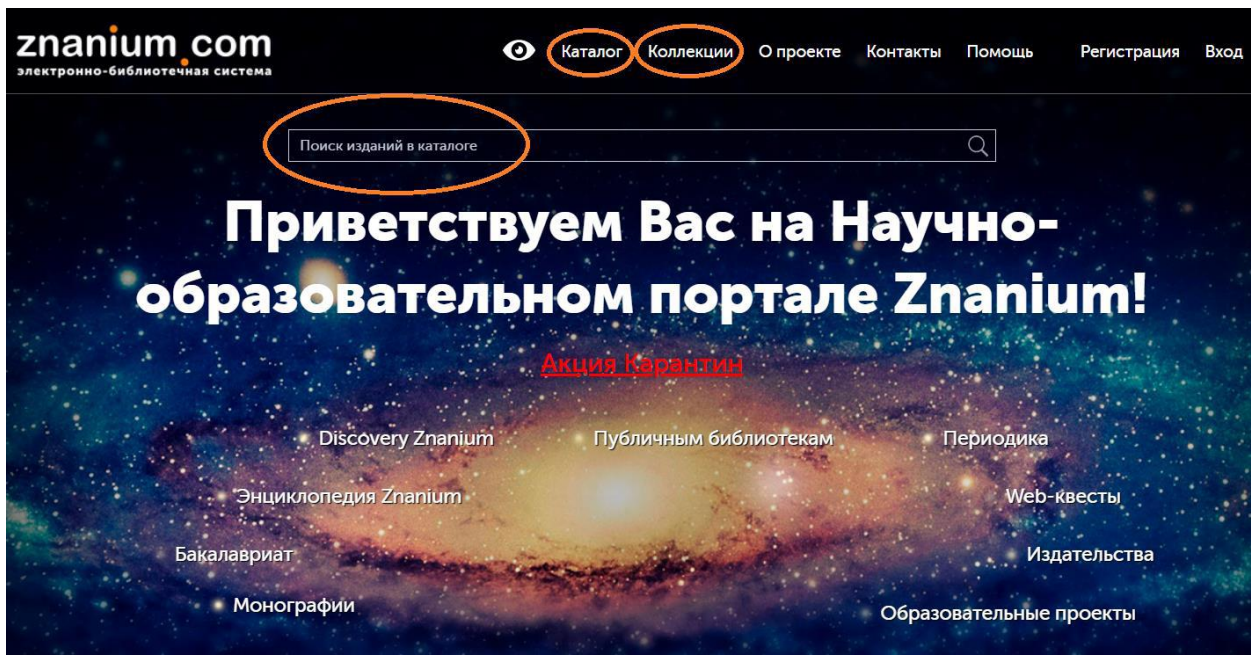 znanium.com
электронно-библиотечная система
Каталог Коллекции О проекте Контакты Помощь Регистрация Вход
Поиск изданий в каталоге
Приветствуем Вас на Научно-
образовательном портале Znanium!
Акция Карантин
Discovery Znanium Публичным библиотекам Периодика
Энциклопедия Znanium Web-квесты
Бакалавриат Издательства
Монографии Образовательные проекты